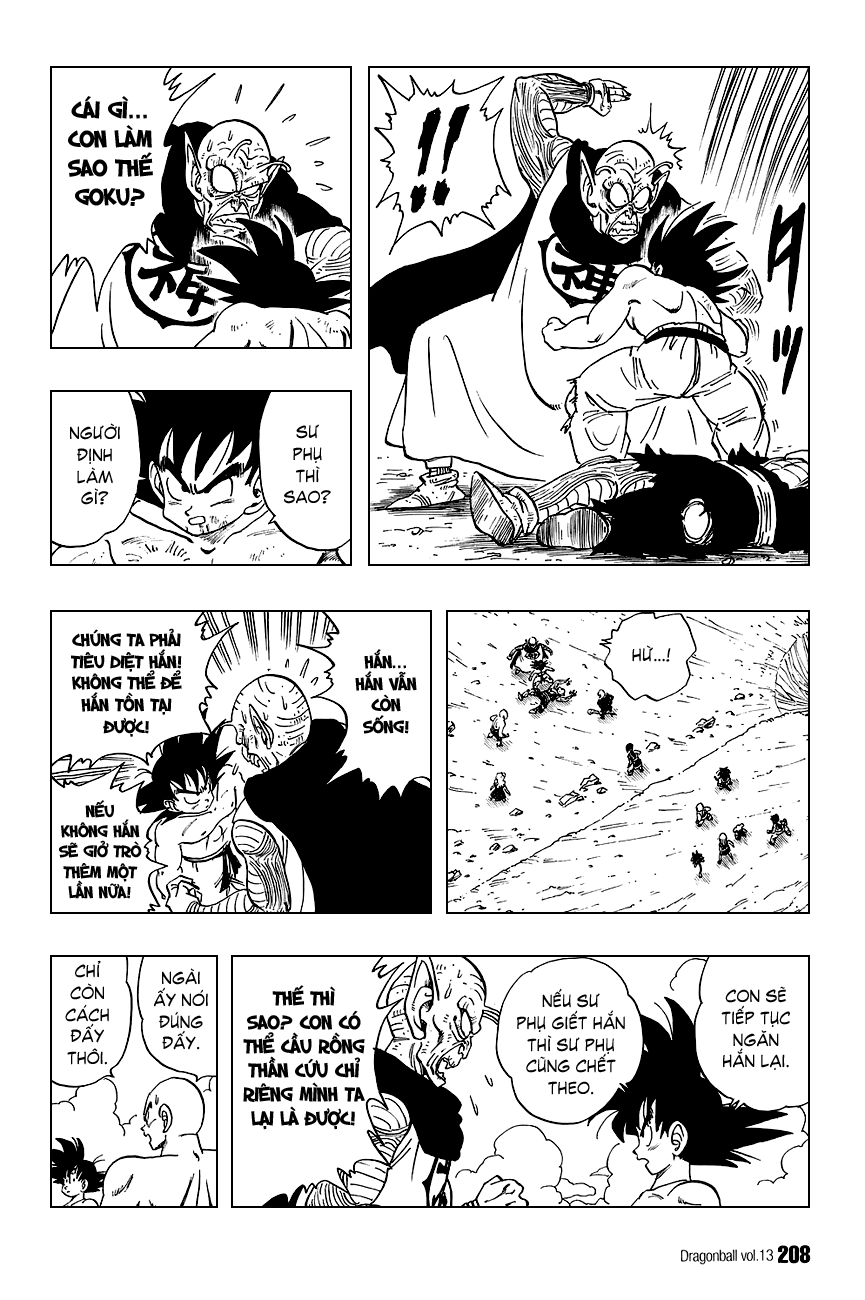 !!
ダッ
神
CÁI GÌ...
CON LÀM
SAO THẾ
GOKU?
神
SƯ
PHỤ
THÌ
SAO?
NGƯỜI
ĐỊNH
LÀM
GÌ?
HỪ...!
HẮN...
HẮN VẪN
CÒN
SỐNG!
CHÚNG TA PHẢI
TIÊU DIỆT HẮN!
KHÔNG THỂ ĐỂ
HẮN TỒN TẠI
ĐƯỢC!
NẾU
KHÔNG HẮN
SẼ GIỞ TRÒ
THÊM MỘT
LẦN NỮA!
CON SẼ
TIẾP TỤC
NGĂN
HẮN LẠI.
NẾU SƯ
PHỤ GIẾT HẮN
THÌ SƯ PHỤ
CŨNG CHẾT
THEO.
THẾ THÌ
SAO? CON CÓ
THỂ CẦU RỒNG
THẦN CỨU CHỈ
RIÊNG MÌNH TA
LẠI LÀ ĐƯỢC!
NGÀI
ẤY NÓI
ĐÚNG
ĐẤY.
CHỈ
CÒN
CÁCH
ĐẤY
THÔI.
Dragonball vol.13 208